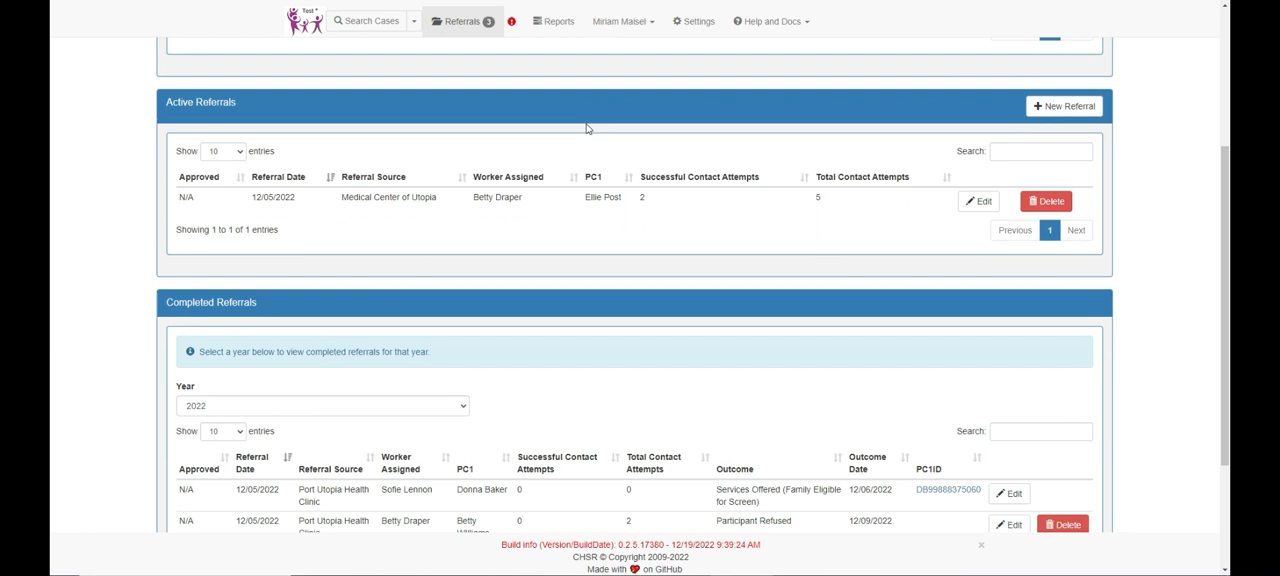 Test *
Search Cases
Referrals 3
Reports
Miriam Maisel
Settings
Help and Docs
Active Referrals
New Referral
Show 10 entries
Search:
Approved Referral Date Referral Source Worker Assigned PC1 Successful Contact Attempts Total Contact Attempts
N/A 12/05/2022 Medical Center of Utopia Betty Draper Ellie Post 2 5 Edit Delete
Showing 1 to 1 of 1 entries
Previous 1 Next
Completed Referrals
Select a year below to view completed referrals for that year.
Year
2022
Show 10 entries
Search:
Referral Worker Successful Contact Total Contact Outcome
Approved Date Referral Source Assigned PC1 Attempts Attempts Outcome Date PC1ID
N/A 12/05/2022 Port Utopia Health Sofie Lennon Donna Baker 0 0 Services Offered (Family Eligible 12/06/2022 DB99888375060 Edit
Clinic for Screen)
N/A 12/05/2022 Port Utopia Health Betty Draper Betty 0 2 Participant Refused 12/09/2022 Edit Delete
Clinic Williams
Build info (Version/BuildDate): 0.2.5.17380 - 12/19/2022 9:39:24 AM
CHSR © Copyright 2009-2022
Made with ❤ on GitHub